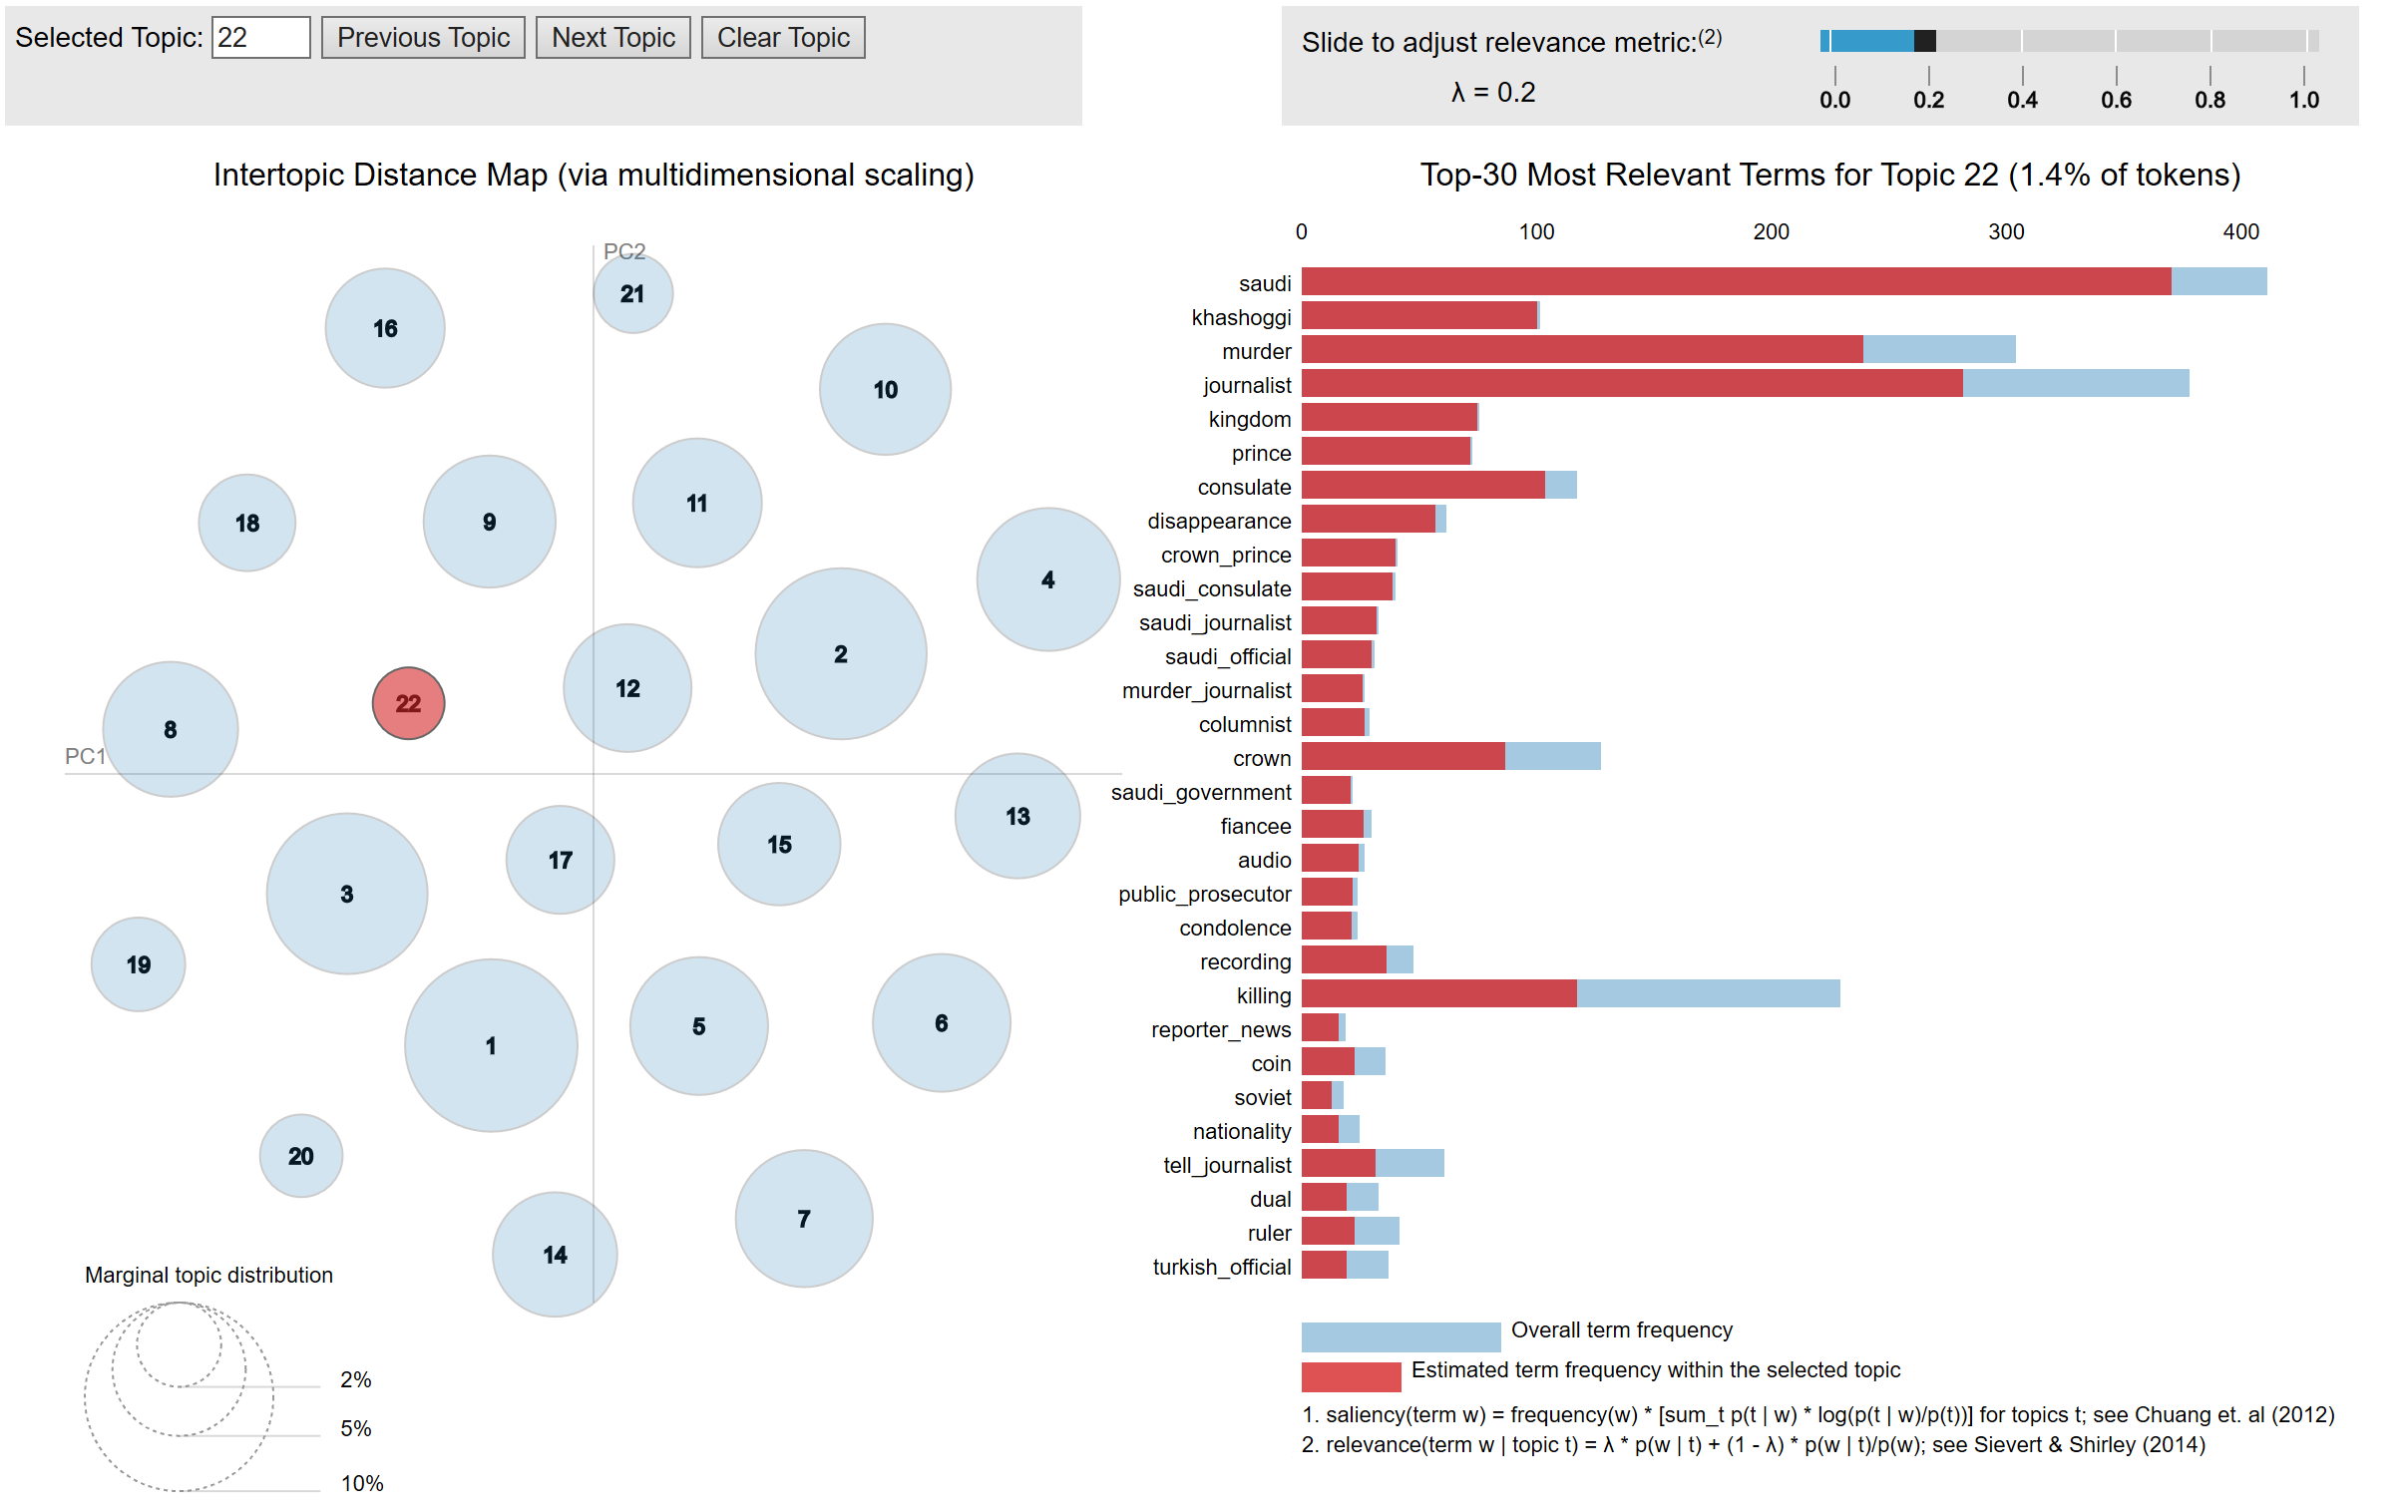 Selected Topic: 22 Previous Topic Next Topic Clear Topic
Slide to adjust relevance metric:(2)
λ = 0.2
0.0 0.2 0.4 0.6 0.8 1.0
Intertopic Distance Map (via multidimensional scaling)
PC2
PC1
21
16
10
11
18
9
4
2
12
22
8
13
15
17
3
19
5
6
1
20
7
14
Marginal topic distribution
2%
5%
10%
Top-30 Most Relevant Terms for Topic 22 (1.4% of tokens)
0 100 200 300 400
saudi
khashoggi
murder
journalist
kingdom
prince
consulate
disappearance
crown_prince
saudi_consulate
saudi_journalist
saudi_official
murder_journalist
columnist
crown
saudi_government
fiancee
audio
public_prosecutor
condolence
recording
killing
reporter_news
coin
soviet
nationality
tell_journalist
dual
ruler
turkish_official
Overall term frequency
Estimated term frequency within the selected topic
1. saliency(term w) = frequency(w) * [sum_t p(t | w) * log(p(t | w)/p(t))] for topics t; see Chuang et. al (2012)
2. relevance(term w | topic t) = λ * p(w | t) + (1 - λ) * p(w | t)/p(w); see Sievert & Shirley (2014)